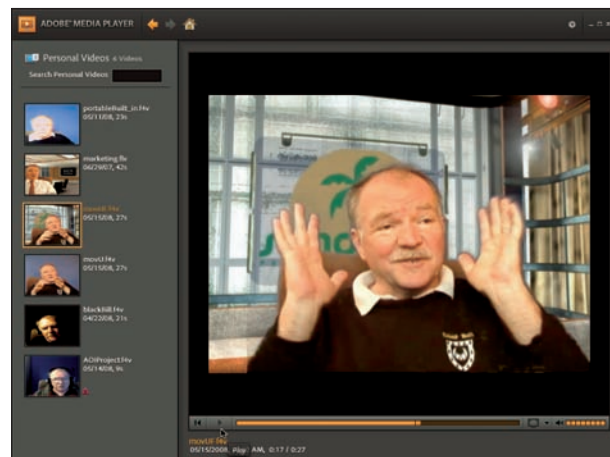 ADOBE® MEDIA PLAYER
Personal Videos 6 Videos
Search Personal Videos
portableBuilt_in.f4v
05/11/08, 23s
marketing.flv
06/29/07, 42s
movUF.f4v
05/15/08, 27s
movU.f4v
05/15/08, 27s
blackBill.f4v
04/22/08, 21s
AOIProject.f4v
05/14/08, 9s
movUF.f4v
05/15/2008, Play AM, 0:17 / 0:27